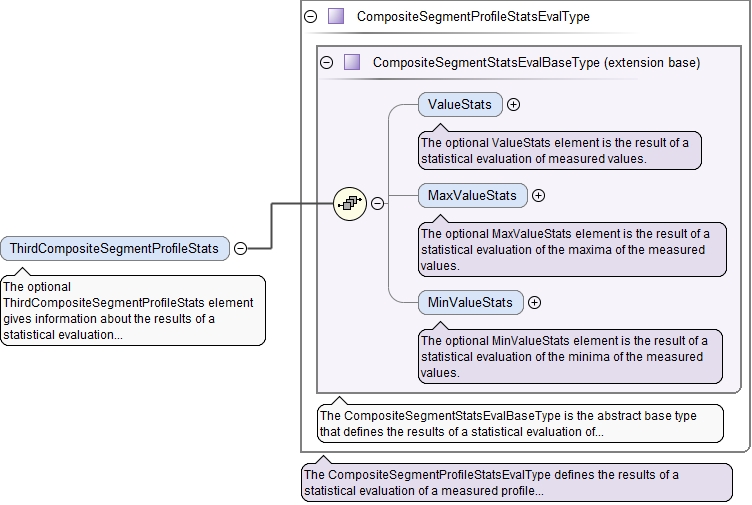 CompositeSegmentProfileStatsEvalType
CompositeSegmentStatsEvalBaseType (extension base)
ValueStats
The optional ValueStats element is the result of a
statistical evaluation of measured values.
MaxValueStats
The optional MaxValueStats element is the result of a
statistical evaluation of the maxima of the measured
values.
ThirdCompositeSegmentProfileStats
The optional
ThirdCompositeSegmentProfileStats element
gives information about the results of a
statistical evaluation...
MinValueStats
The optional MinValueStats element is the result of a
statistical evaluation of the minima of the measured
values.
The CompositeSegmentStatsEvalBaseType is the abstract base type
that defines the results of a statistical evaluation of...
The CompositeSegmentProfileStatsEvalType defines the results of a
statistical evaluation of a measured profile...